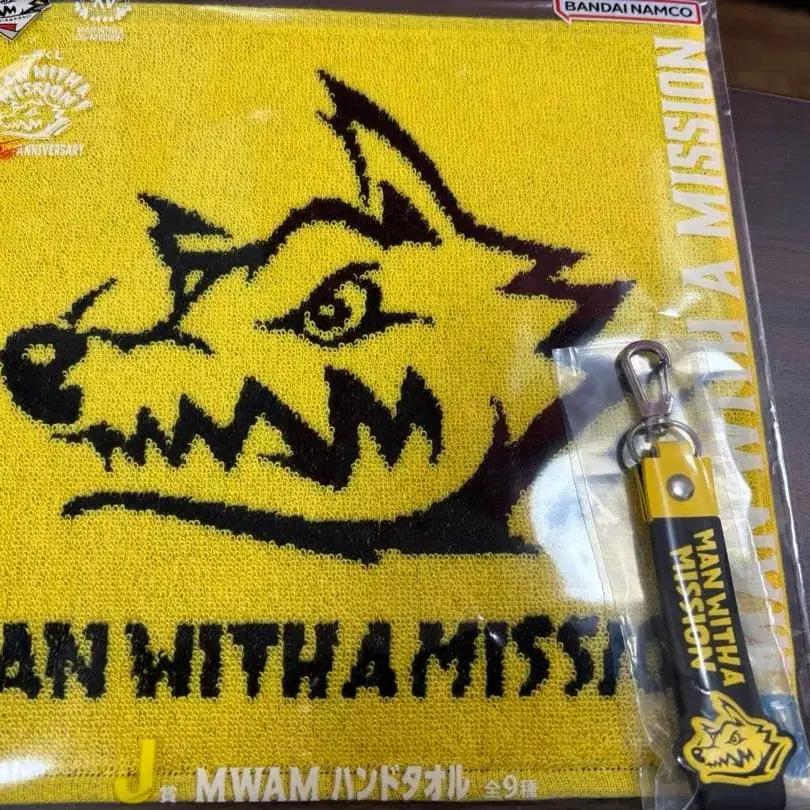 BANDAI NAMCO
MAN WITH A
MISSION
MWAM
ANNIVERSARY
WITH A MISSION
AN WITH A MISSIO
MAN WITH A
MISSION
J賞 MWAM ハンドタオル 全9種